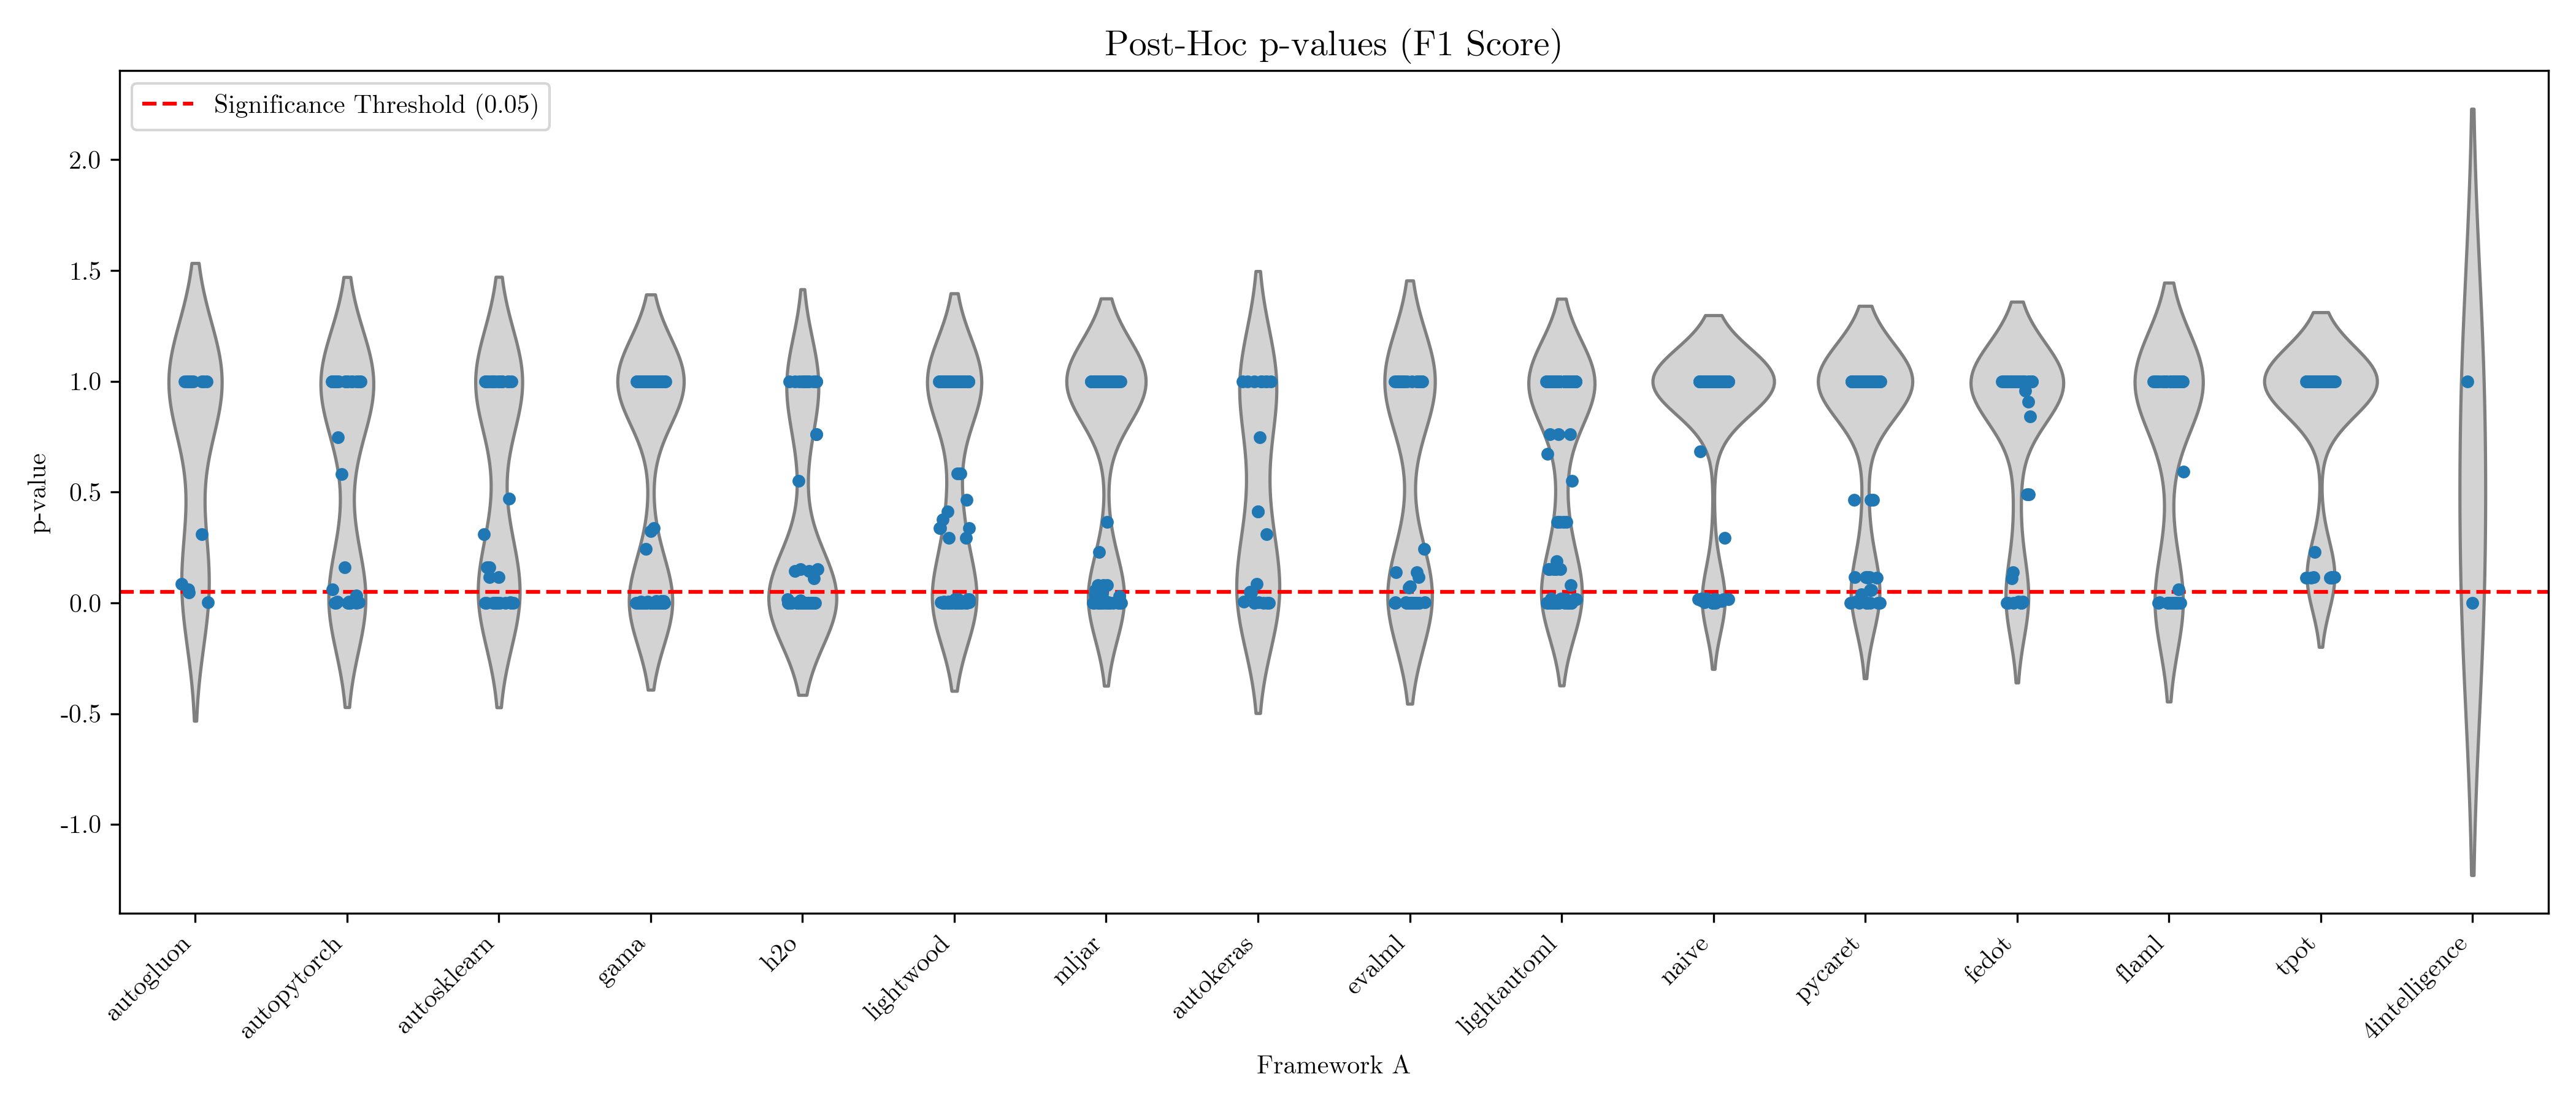 Post-Hoc p-values (F1 Score)
Significance Threshold (0.05)
2.0
1.5
1.0
0.5
0.0
-0.5
-1.0
p-value
autogluon
autopytorch
autosklearn
gama
h2o
lightwood
mljar
autokeras
evalml
lightautoml
naive
pycaret
fedot
flaml
tpot
4intelligence
Framework A